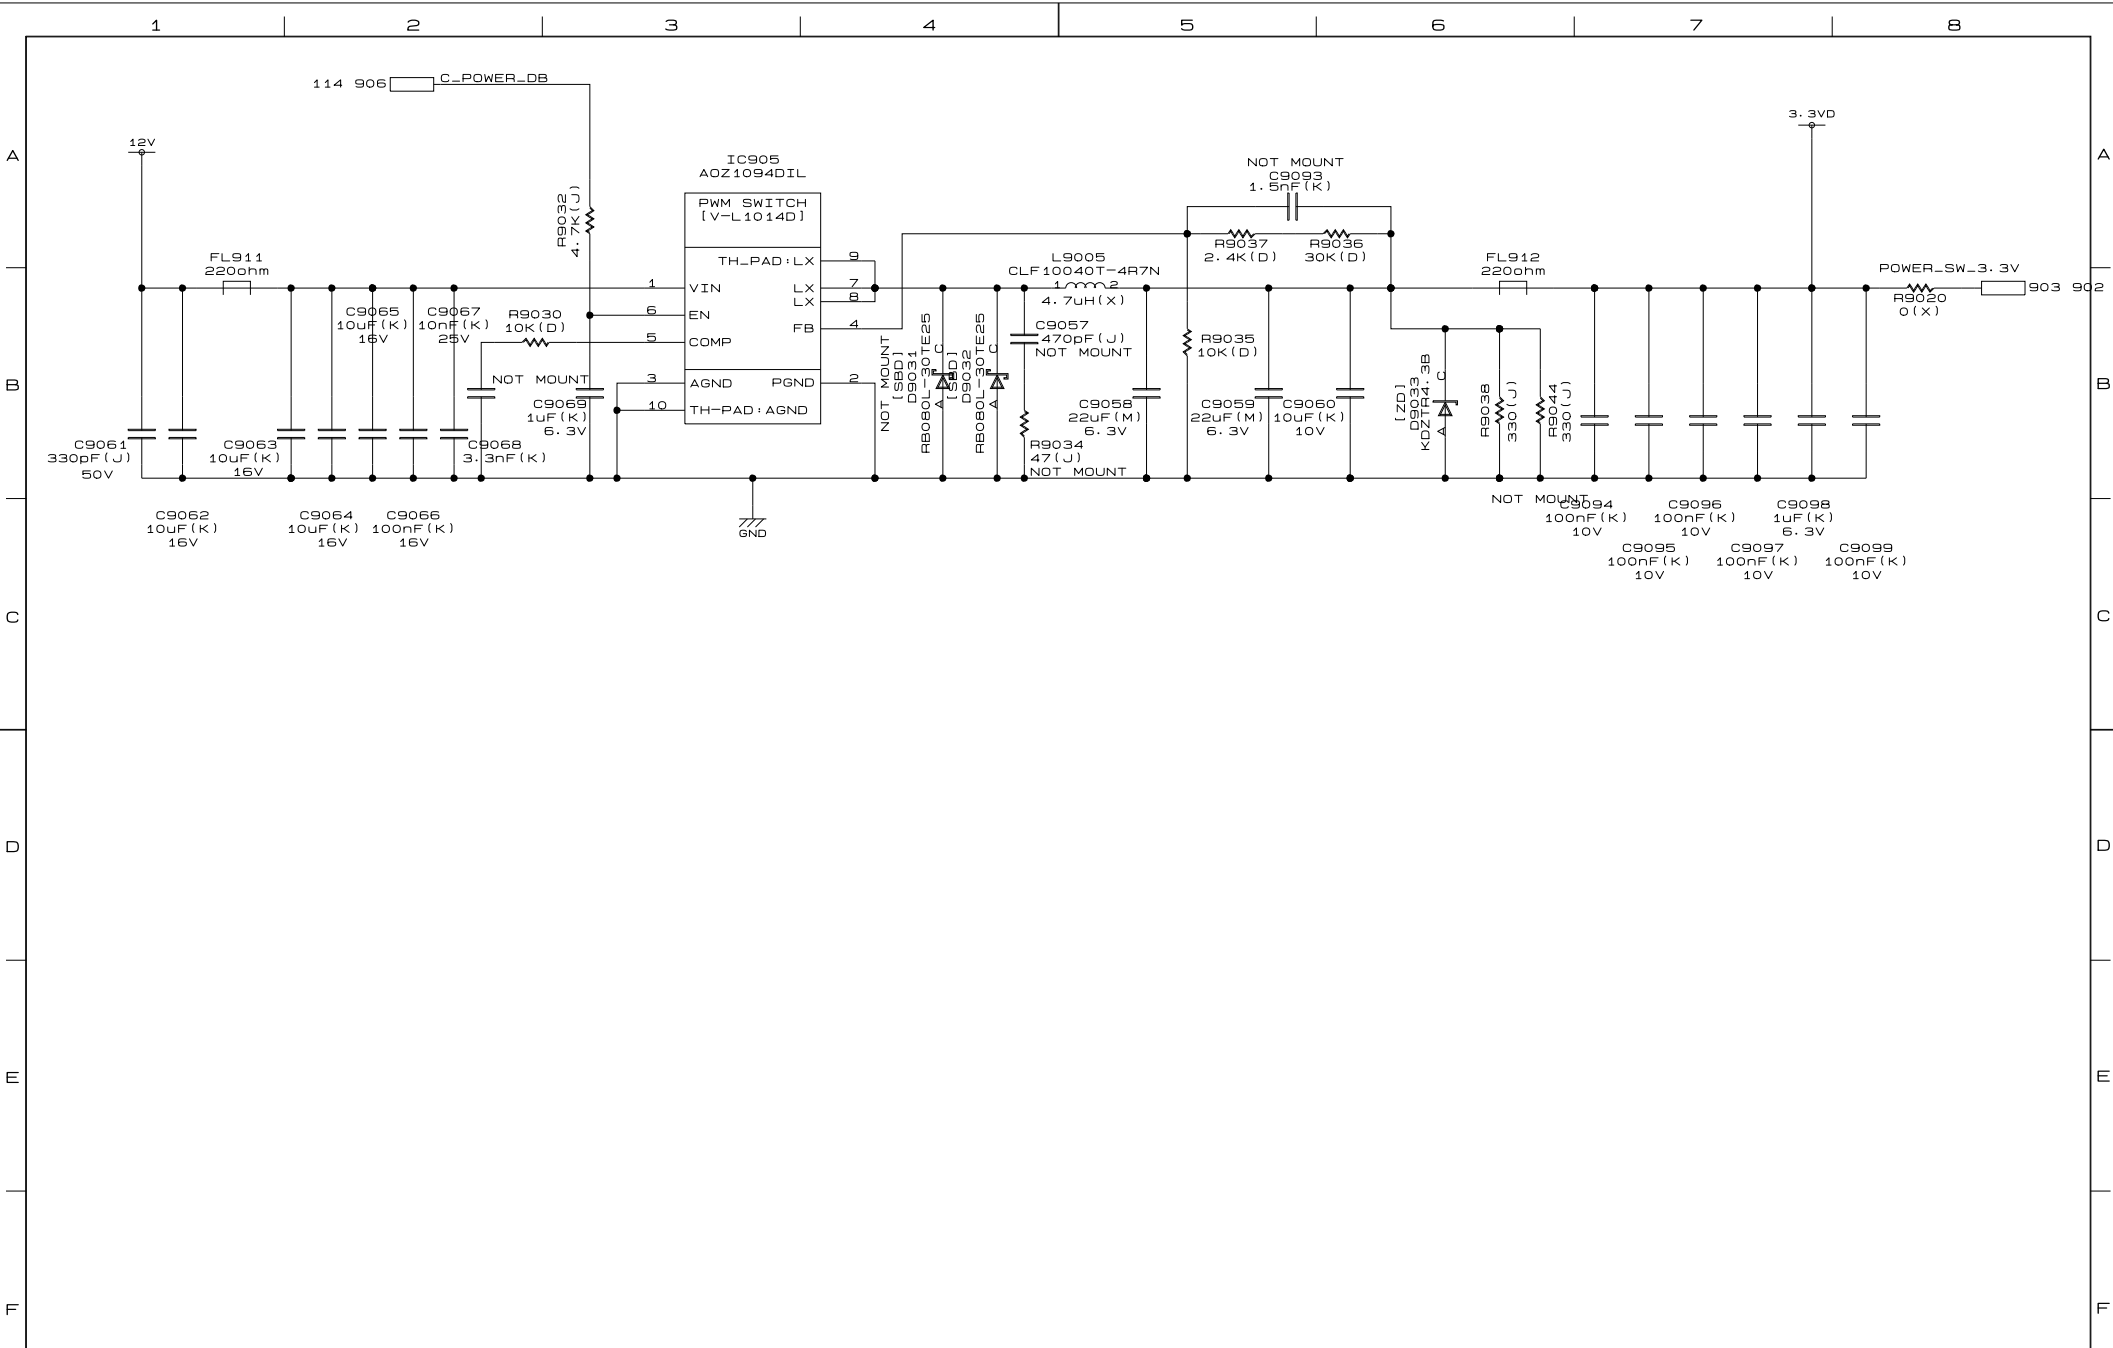 1 2 3 4 5 6 7 8
114 906 C_POWER_DB
3.3VD
12V
A A
IC905
AOZ1094DIL
NOT MOUNT
C9093
1.5nF(K)
PWM SWITCH
[V-L1014D]
R9032
4.7K(J)
R9037
2.4K(D)
R9036
30K(D)
FL911
220ohm
TH_PAD:LX 9
L9005
CLF10040T-4R7N
1 2
4.7uH(X)
FL912
220ohm
POWER_SW_3.3V
903 902
R9020
0(X)
1 VIN LX 7
LX 8
6 EN
FB 4
5 COMP
3 AGND PGND 2
10 TH-PAD:AGND
C9065
10uF(K)
16V
C9067
10nF(K)
25V
R9030
10K(D)
C9057
470pF(J)
NOT MOUNT
R9035
10K(D)
B B
NOT MOUNT
C9069
1uF(K)
6.3V
NOT MOUNT
[SBD]
D9031
RB080L-30TE25
A C
[SBD]
D9032
RB080L-30TE25
A C
C9058
22uF(M)
6.3V
C9059
22uF(M)
6.3V
C9060
10uF(K)
10V
[ZD]
D9033
KDZTR4.3B
A C
R9038
330(J)
R9044
330(J)
C9061
330pF(J)
50V
C9063
10uF(K)
16V
C9068
3.3nF(K)
R9034
47(J)
NOT MOUNT
NOT MOUNT
C9062
10uF(K)
16V
C9064
10uF(K)
16V
C9066
100nF(K)
16V
GND
C9094
100nF(K)
10V
C9096
100nF(K)
10V
C9098
1uF(K)
6.3V
C9095
100nF(K)
10V
C9097
100nF(K)
10V
C9099
100nF(K)
10V
C C
D D
E E
F F